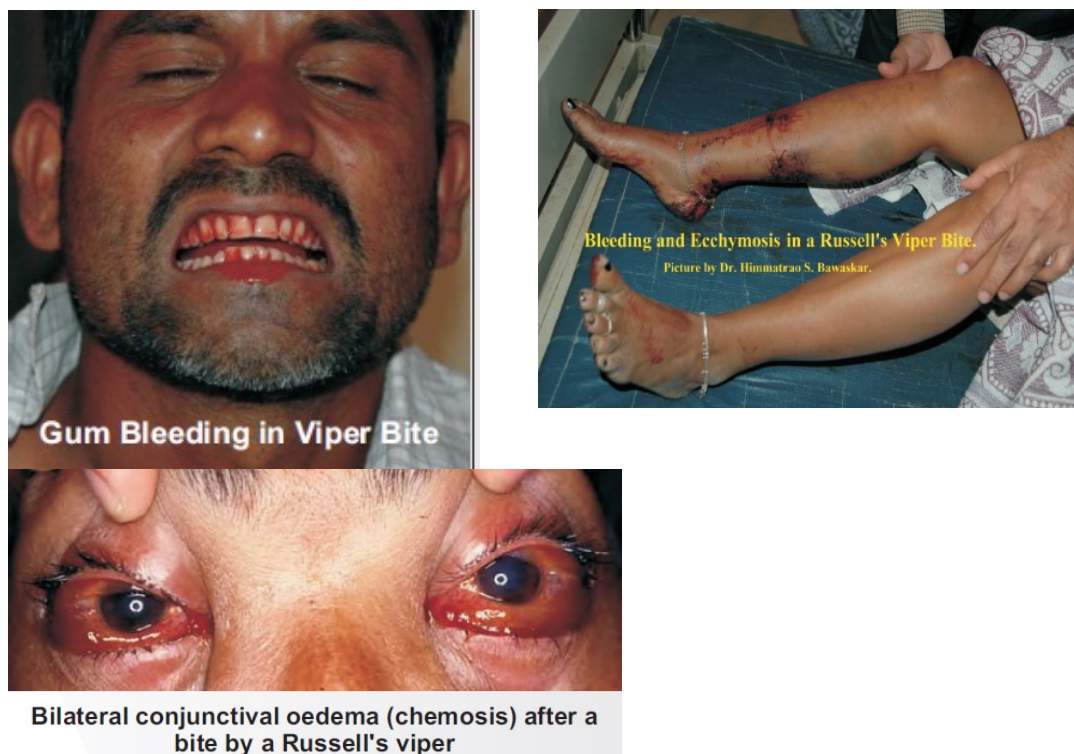 Bleeding and Ecchymosis in a Russell's Viper Bite.
Picture by Dr. Himmatrao S. Bawaskar.
Gum Bleeding in Viper Bite
Bilateral conjunctival oedema (chemosis) after a
bite by a Russell's viper